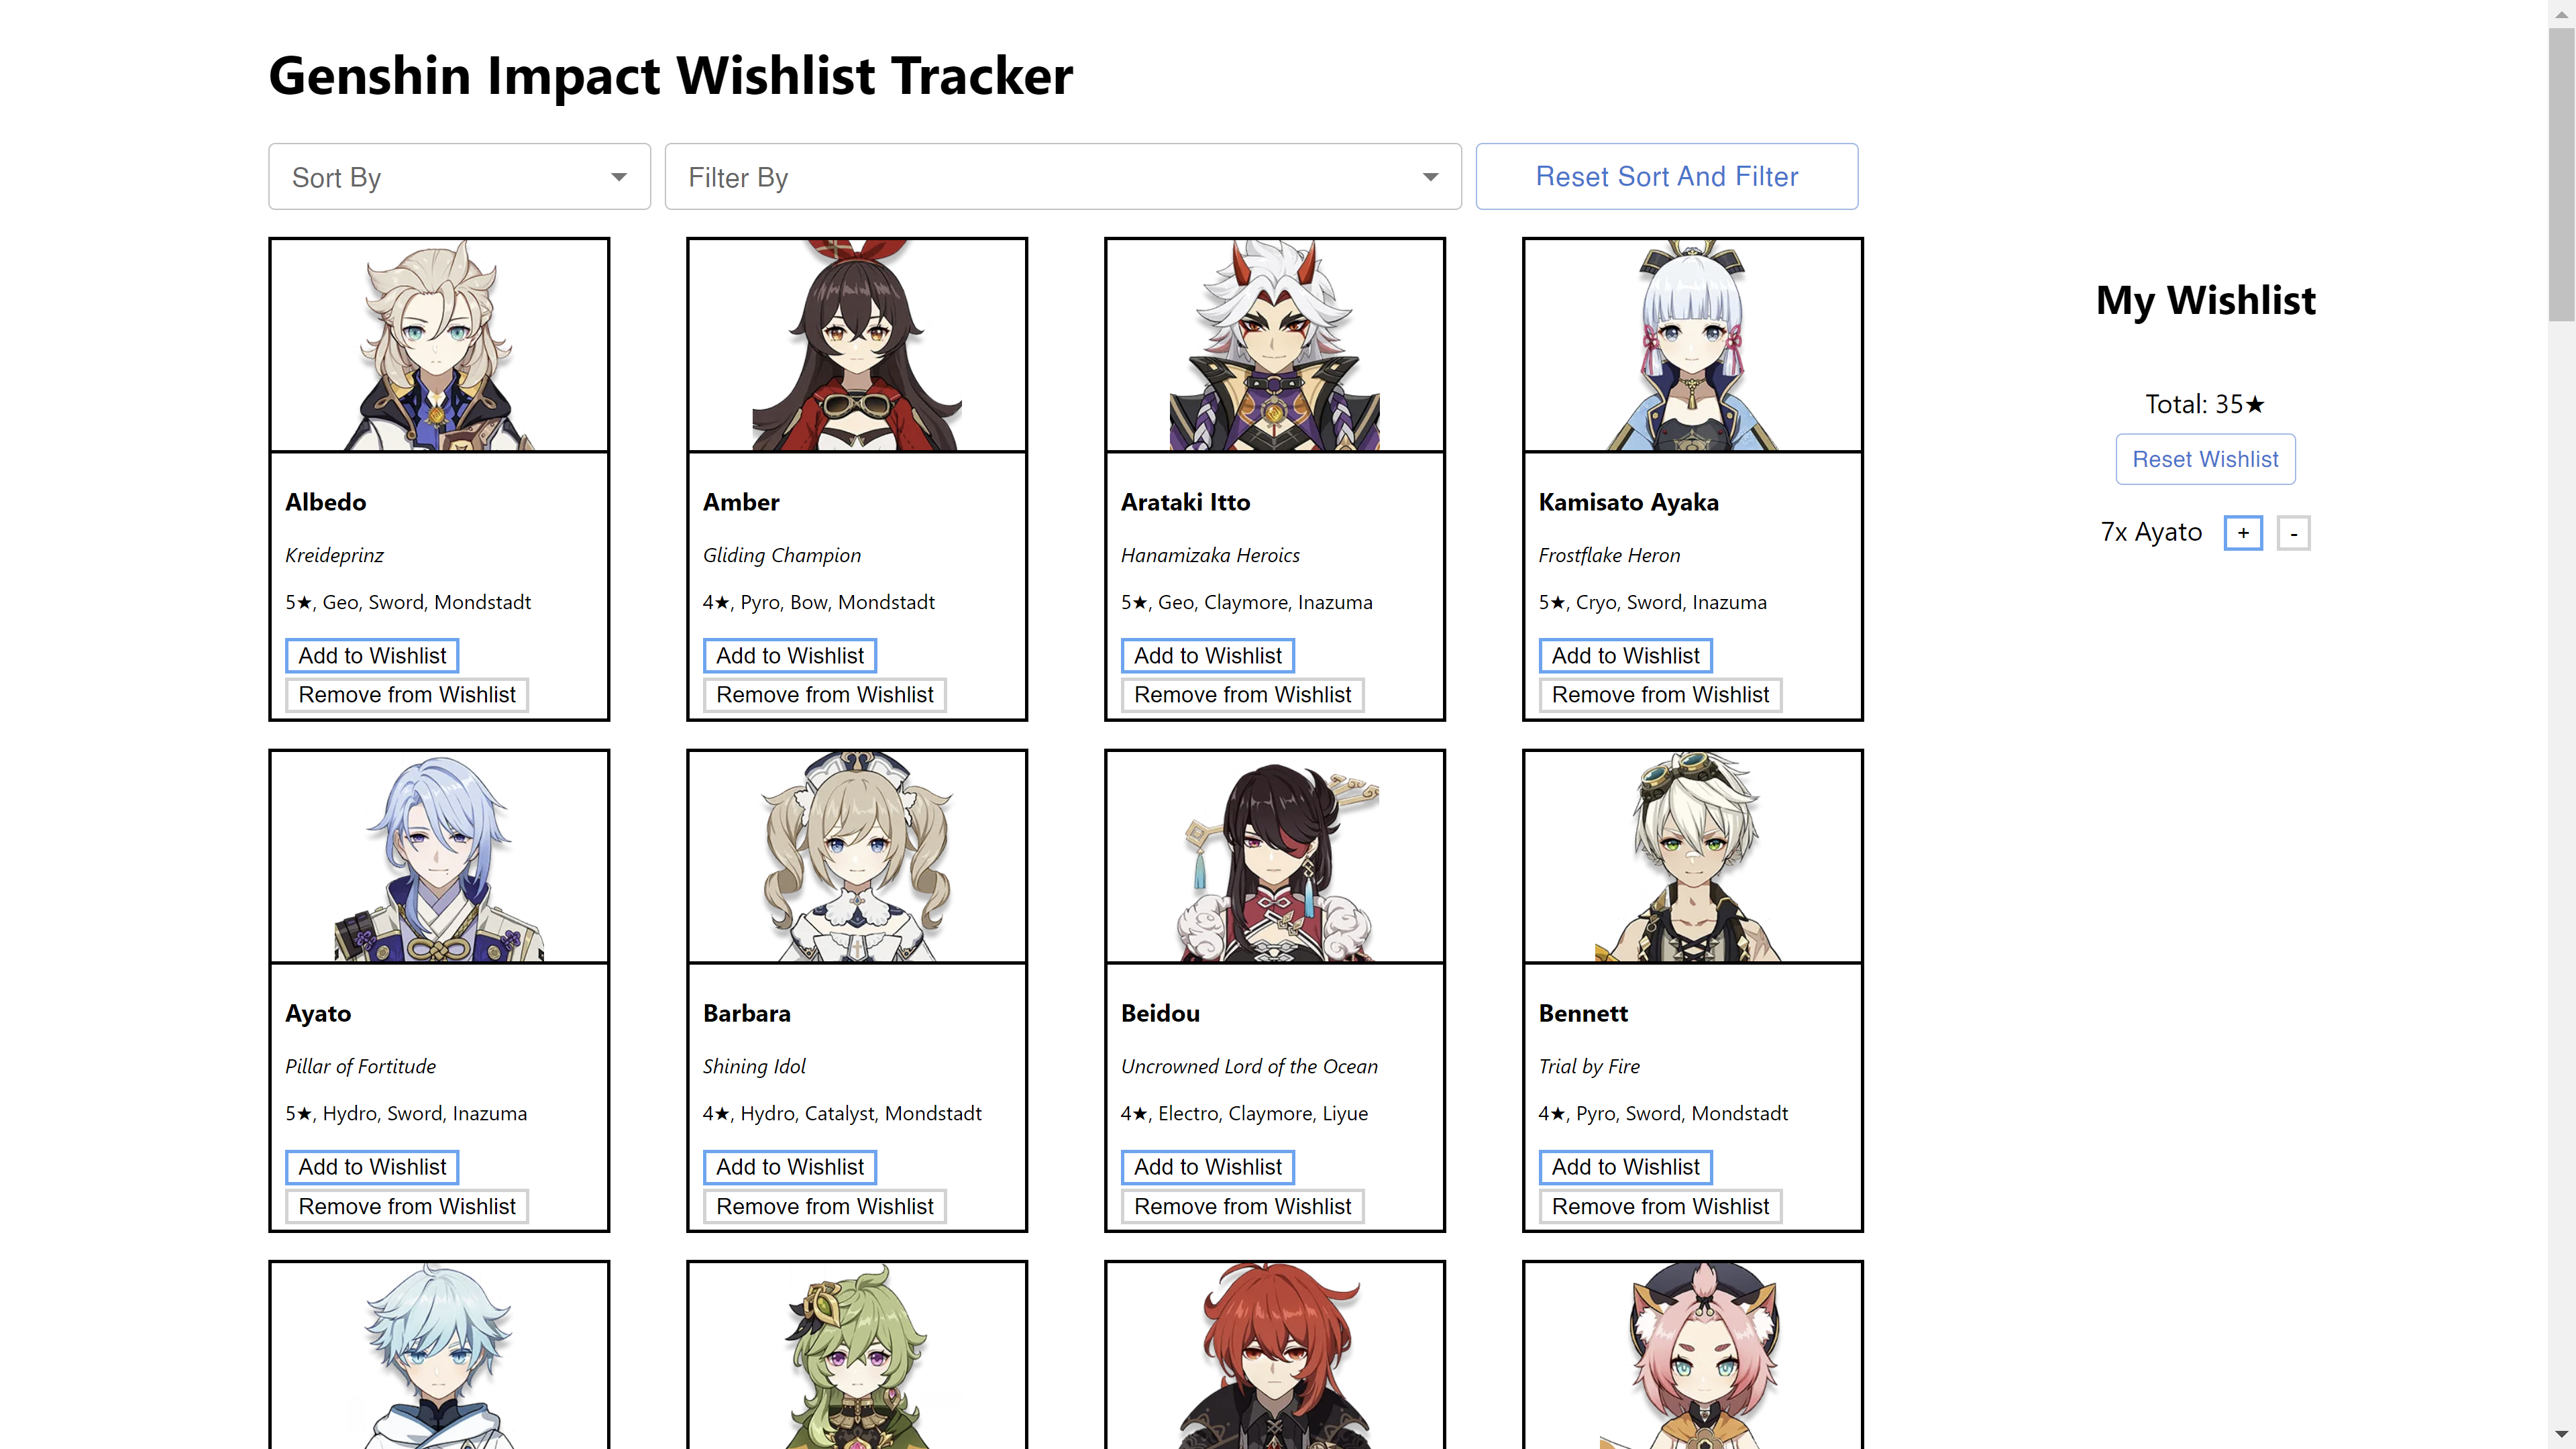 Genshin Impact Wishlist Tracker
Sort By
Filter By
Reset Sort And Filter
Albedo
Kreideprinz
5★, Geo, Sword, Mondstadt
Add to Wishlist
Remove from Wishlist
Amber
Gliding Champion
4★, Pyro, Bow, Mondstadt
Add to Wishlist
Remove from Wishlist
Arataki Itto
Hanamizaka Heroics
5★, Geo, Claymore, Inazuma
Add to Wishlist
Remove from Wishlist
Kamisato Ayaka
Frostflake Heron
5★, Cryo, Sword, Inazuma
Add to Wishlist
Remove from Wishlist
Ayato
Pillar of Fortitude
5★, Hydro, Sword, Inazuma
Add to Wishlist
Remove from Wishlist
Barbara
Shining Idol
4★, Hydro, Catalyst, Mondstadt
Add to Wishlist
Remove from Wishlist
Beidou
Uncrowned Lord of the Ocean
4★, Electro, Claymore, Liyue
Add to Wishlist
Remove from Wishlist
Bennett
Trial by Fire
4★, Pyro, Sword, Mondstadt
Add to Wishlist
Remove from Wishlist
My Wishlist
Total: 35★
Reset Wishlist
7x Ayato + -